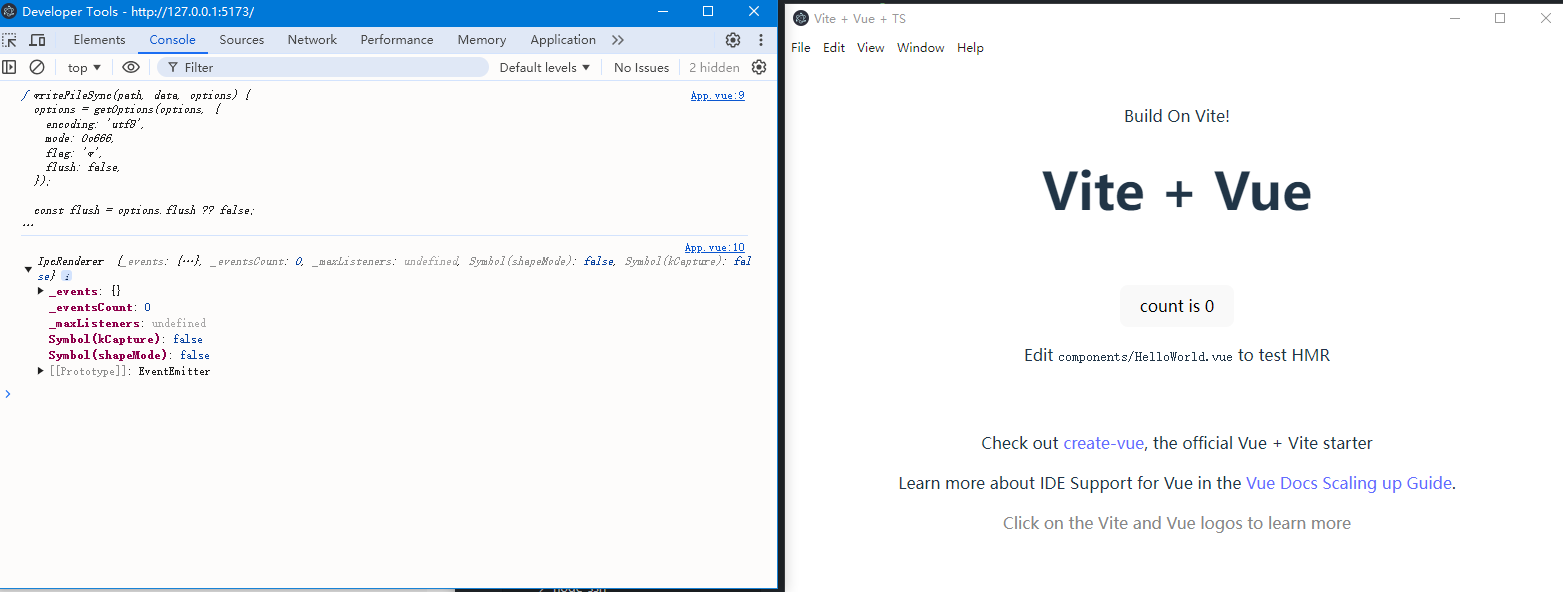 Developer Tools - http://127.0.0.1:5173/
Elements Console Sources Network Performance Memory Application
top Filter Default levels No Issues 2 hidden
ƒ writeFileSync(path, data, options) { App.vue:9
options = getOptions(options, {
encoding: 'utf8',
mode: 0o666,
flag: 'w',
flush: false,
});
const flush = options.flush ?? false;
…
App.vue:10
IpcRenderer {_events: {…}, _eventsCount: 0, _maxListeners: undefined, Symbol(shapeMode): false, Symbol(kCapture): fal
se} i
_events: {}
_eventsCount: 0
_maxListeners: undefined
Symbol(kCapture): false
Symbol(shapeMode): false
[[Prototype]]: EventEmitter
Vite + Vue + TS
File Edit View Window Help
Build On Vite!
Vite + Vue
count is 0
Edit components/HelloWorld.vue to test HMR
Check out create-vue, the official Vue + Vite starter
Learn more about IDE Support for Vue in the Vue Docs Scaling up Guide.
Click on the Vite and Vue logos to learn more